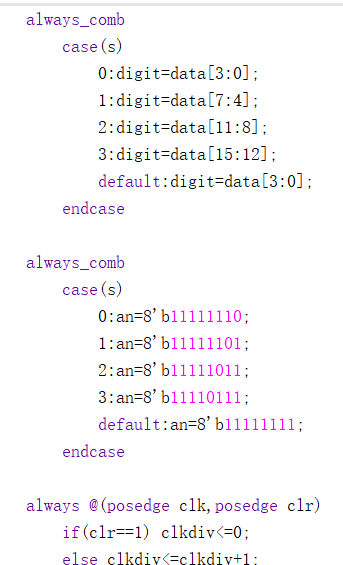 always_comb
case(s)
0:digit=data[3:0];
1:digit=data[7:4];
2:digit=data[11:8];
3:digit=data[15:12];
default:digit=data[3:0];
endcase
always_comb
case(s)
0:an=8'b11111110;
1:an=8'b11111101;
2:an=8'b11111011;
3:an=8'b11110111;
default:an=8'b11111111;
endcase
always @(posedge clk,posedge clr)
if(clr==1) clkdiv<=0;
else clkdiv<=clkdiv+1: